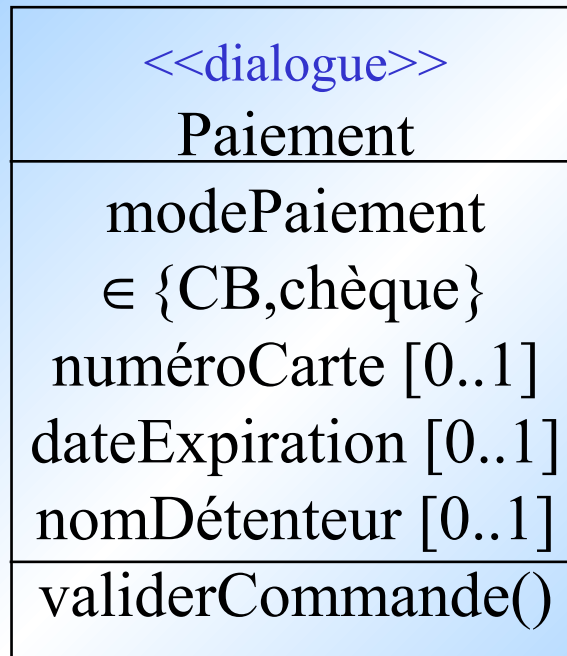 <<dialogue>>
Paiement
modePaiement
∈ {CB,chèque}
numéroCarte [0..1]
dateExpiration [0..1]
nomDétenteur [0..1]
validerCommande()